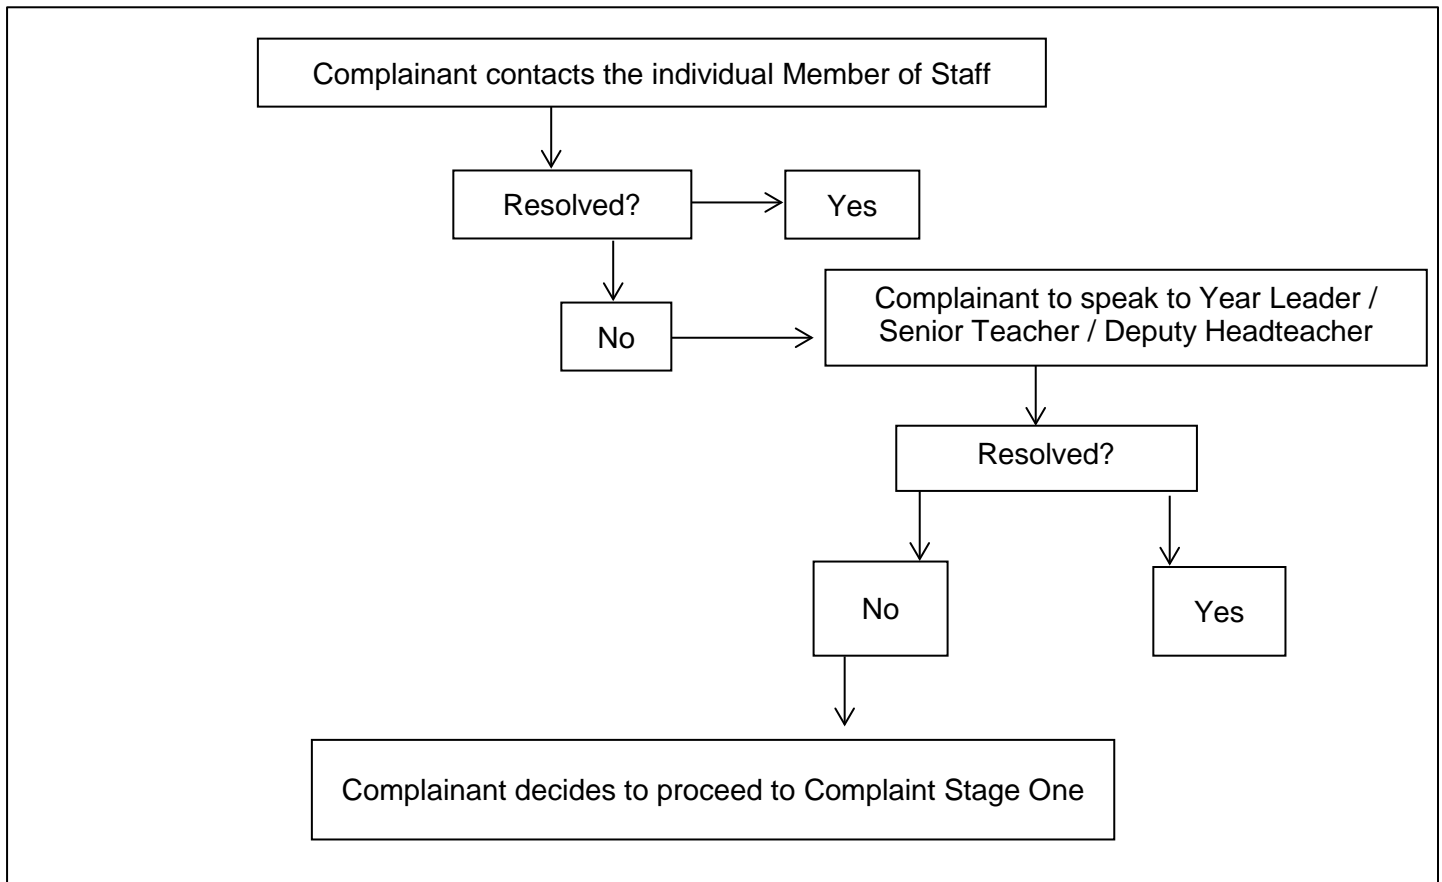 Complainant contacts the individual Member of Staff
Resolved?
Yes
No
Complainant to speak to Year Leader /
Senior Teacher / Deputy Headteacher
Resolved?
No
Yes
Complainant decides to proceed to Complaint Stage One